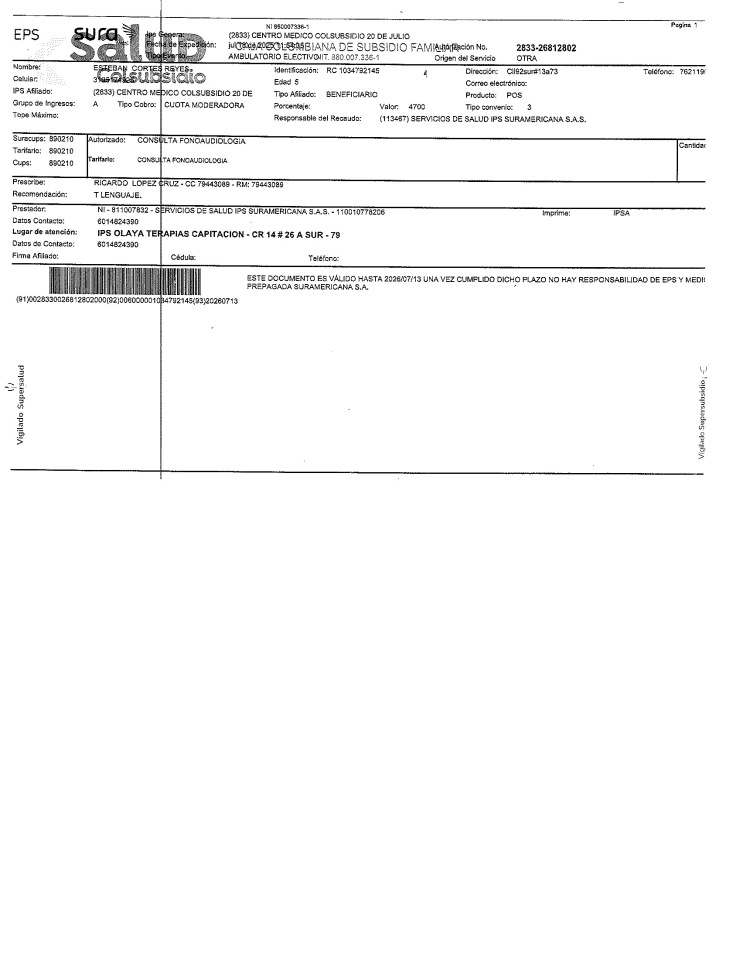 Pagina 1
EPS sura
NI 860007336-1
Ips Genera: (2833) CENTRO MEDICO COLSUBSIDIO 20 DE JULIO
Salud
Fecha de Expedición: BIANA DE SUBSIDIO FAMILIAR Autorización No. 2833-26812802
Tipo Evento: AMBULATORIO ELECTIVO 880.007.336-1 Origen del Servicio OTRA
Nombre: ESTEBAN CORTES REYES Identificación: RC 1034792145 Dirección: Cll92sur#13a73 Teléfono: 762119
Colsubsidio
Celular: Edad 5 Correo electrónico:
IPS Afiliado: (2833) CENTRO MEDICO COLSUBSIDIO 20 DE Tipo Afiliado: BENEFICIARIO Producto: POS
Grupo de Ingresos: A Tipo Cobro: CUOTA MODERADORA Porcentaje: Valor: 4700 Tipo convenio: 3
Tope Máximo: Responsable del Recaudo: (113467) SERVICIOS DE SALUD IPS SURAMERICANA S.A.S.
Suracups: 890210 Autorizado: CONSULTA FONOAUDIOLOGIA Cantidad
Tarifario: 890210
Cups: 890210 Tarifario: CONSULTA FONOAUDIOLOGIA
Prescribe: RICARDO LOPEZ CRUZ - CC 79443089 - RM: 79443089
Recomendación: T LENGUAJE.
Prestador: NI - 811007832 - SERVICIOS DE SALUD IPS SURAMERICANA S.A.S. - 110010776206 Imprime: IPSA
Datos Contacto: 6014824390
Lugar de atención: IPS OLAYA TERAPIAS CAPITACION - CR 14 # 26 A SUR - 79
Datos de Contacto: 6014824390
Firma Afiliado: Cédula: Teléfono:
ESTE DOCUMENTO ES VÁLIDO HASTA 2026/07/13 UNA VEZ CUMPLIDO DICHO PLAZO NO HAY RESPONSABILIDAD DE EPS Y MEDI
PREPAGADA SURAMERICANA S.A.
(91)0028330026812802000(92)0060000001034792145(93)20260713
Vigilado Supersalud
Vigilado Supersubsidio